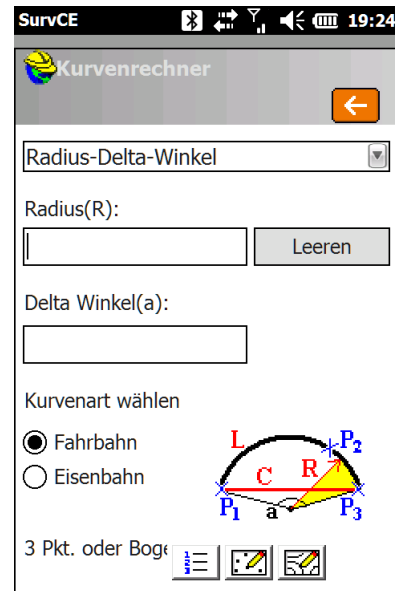 SurvCE 19:24
Kurvenrechner
Radius-Delta-Winkel
Radius(R):
Leeren
Delta Winkel(a):
Kurvenart wählen
Fahrbahn
Eisenbahn
L P2
C R
P1 a P3
3 Pkt. oder Boge